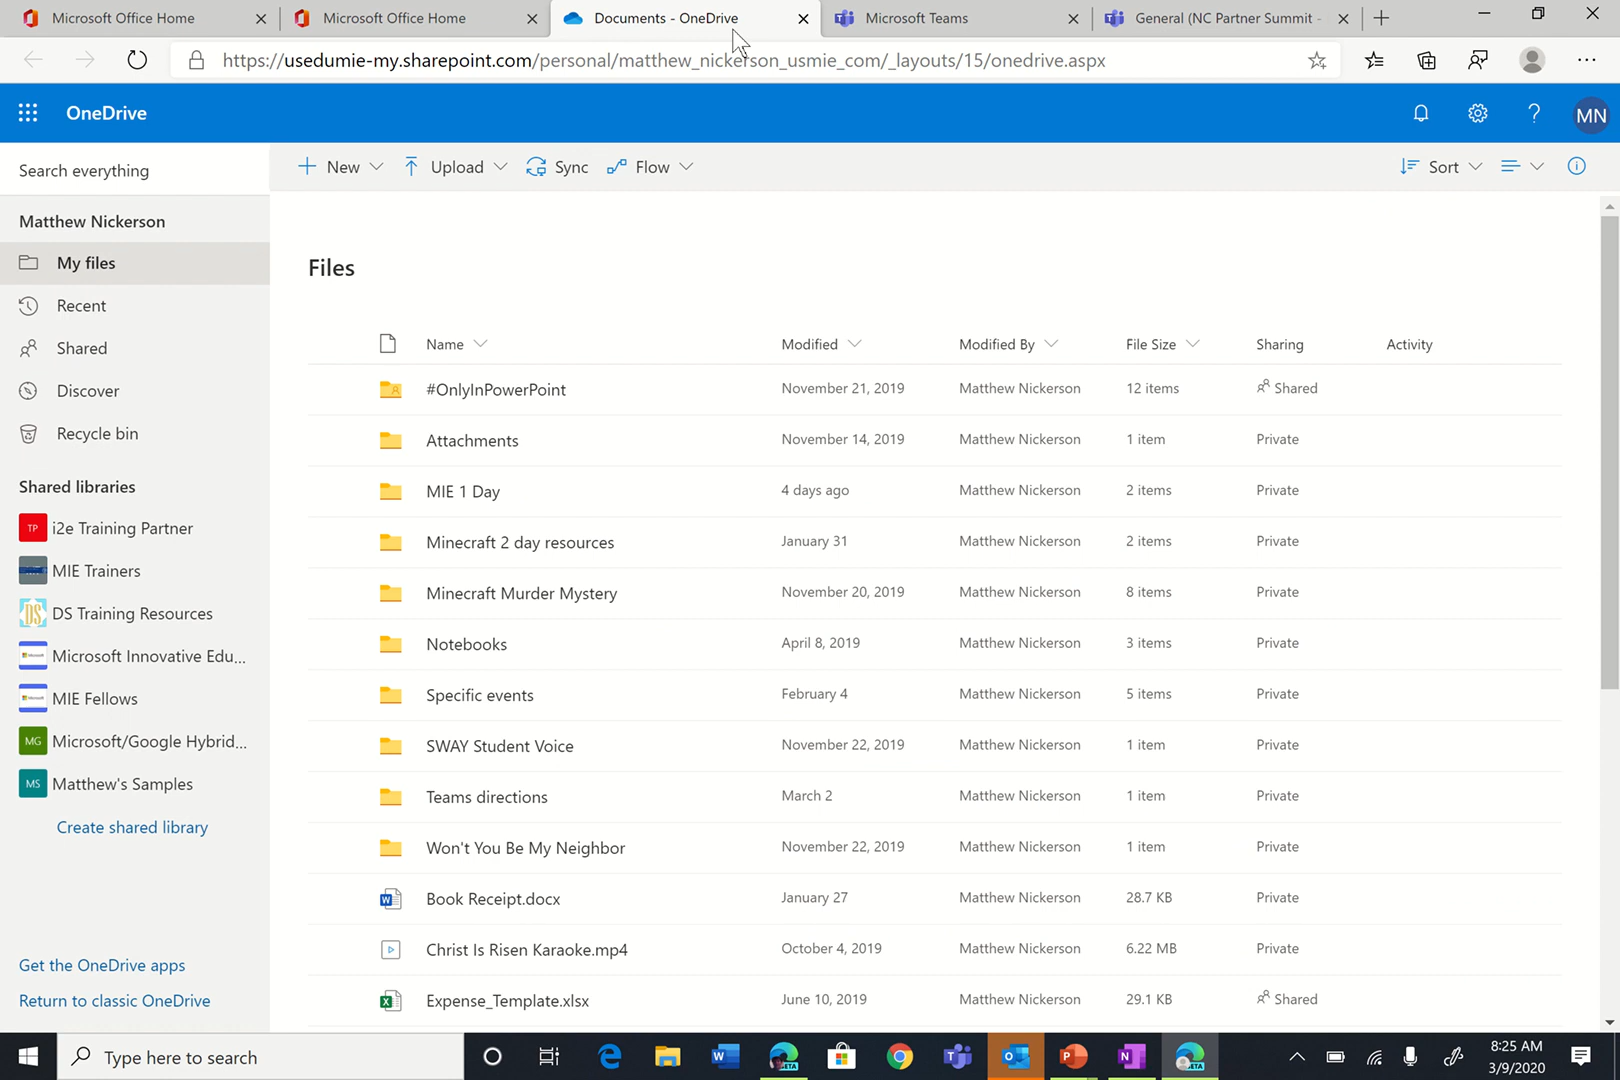 Microsoft Office Home
Microsoft Office Home
Documents - OneDrive
Microsoft Teams
General (NC Partner Summit -
https://usedumie-my.sharepoint.com/personal/matthew_nickerson_usmie_com/_layouts/15/onedrive.aspx
OneDrive
MN
Search everything
New
Upload
Sync
Flow
Sort
Matthew Nickerson
My files
Recent
Shared
Discover
Recycle bin
Shared libraries
TP i2e Training Partner
MIE Trainers
DS DS Training Resources
Microsoft Innovative Edu...
MIE Fellows
MG Microsoft/Google Hybrid...
MS Matthew's Samples
Create shared library
Get the OneDrive apps
Return to classic OneDrive
Files
Name Modified Modified By File Size Sharing Activity
#OnlyInPowerPoint November 21, 2019 Matthew Nickerson 12 items Shared
Attachments November 14, 2019 Matthew Nickerson 1 item Private
MIE 1 Day 4 days ago Matthew Nickerson 2 items Private
Minecraft 2 day resources January 31 Matthew Nickerson 2 items Private
Minecraft Murder Mystery November 20, 2019 Matthew Nickerson 8 items Private
Notebooks April 8, 2019 Matthew Nickerson 3 items Private
Specific events February 4 Matthew Nickerson 5 items Private
SWAY Student Voice November 22, 2019 Matthew Nickerson 1 item Private
Teams directions March 2 Matthew Nickerson 1 item Private
Won't You Be My Neighbor November 22, 2019 Matthew Nickerson 1 item Private
Book Receipt.docx January 27 Matthew Nickerson 28.7 KB Private
Christ Is Risen Karaoke.mp4 October 4, 2019 Matthew Nickerson 6.22 MB Private
Expense_Template.xlsx June 10, 2019 Matthew Nickerson 29.1 KB Shared
Type here to search
BETA
BETA
8:25 AM
3/9/2020